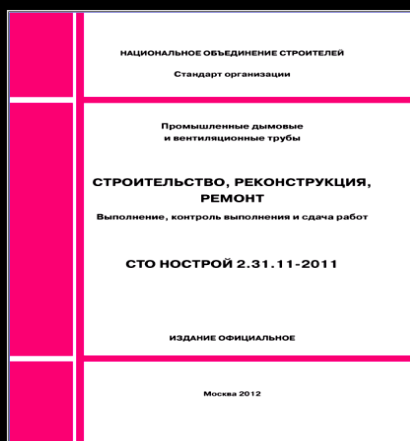 НАЦИОНАЛЬНОЕ ОБЪЕДИНЕНИЕ СТРОИТЕЛЕЙ
Стандарт организации
Промышленные дымовые
и вентиляционные трубы
СТРОИТЕЛЬСТВО, РЕКОНСТРУКЦИЯ,
РЕМОНТ
Выполнение, контроль выполнения и сдача работ
СТО НОСТРОЙ 2.31.11-2011
ИЗДАНИЕ ОФИЦИАЛЬНОЕ
Москва 2012